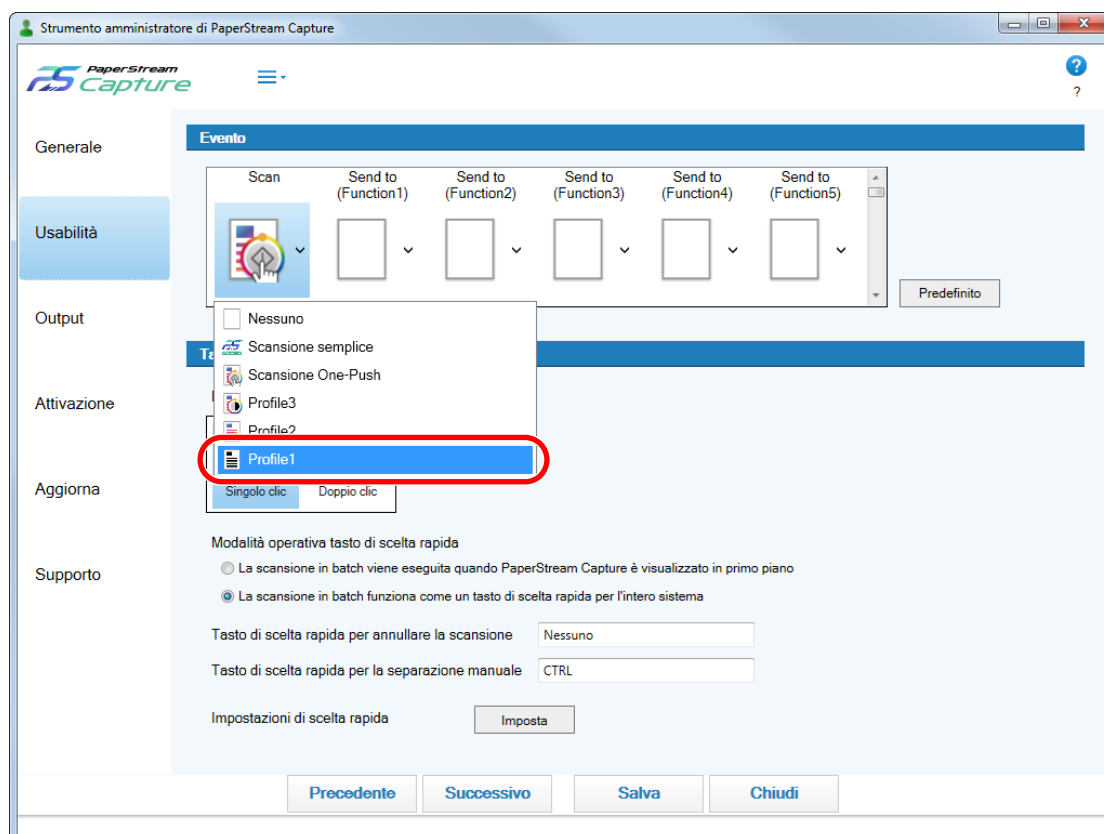 Strumento amministratore di PaperStream Capture
PaperStream
Capture
?
?
Generale
Usabilità
Output
Attivazione
Aggiorna
Supporto
Evento
Scan
Send to
(Function1)
Send to
(Function2)
Send to
(Function3)
Send to
(Function4)
Send to
(Function5)
Predefinito
Nessuno
Scansione semplice
Scansione One-Push
Profile3
Profile2
Profile1
Singolo clic
Doppio clic
Modalità operativa tasto di scelta rapida
La scansione in batch viene eseguita quando PaperStream Capture è visualizzato in primo piano
La scansione in batch funziona come un tasto di scelta rapida per l'intero sistema
Tasto di scelta rapida per annullare la scansione
Nessuno
Tasto di scelta rapida per la separazione manuale
CTRL
Impostazioni di scelta rapida
Imposta
Precedente
Successivo
Salva
Chiudi